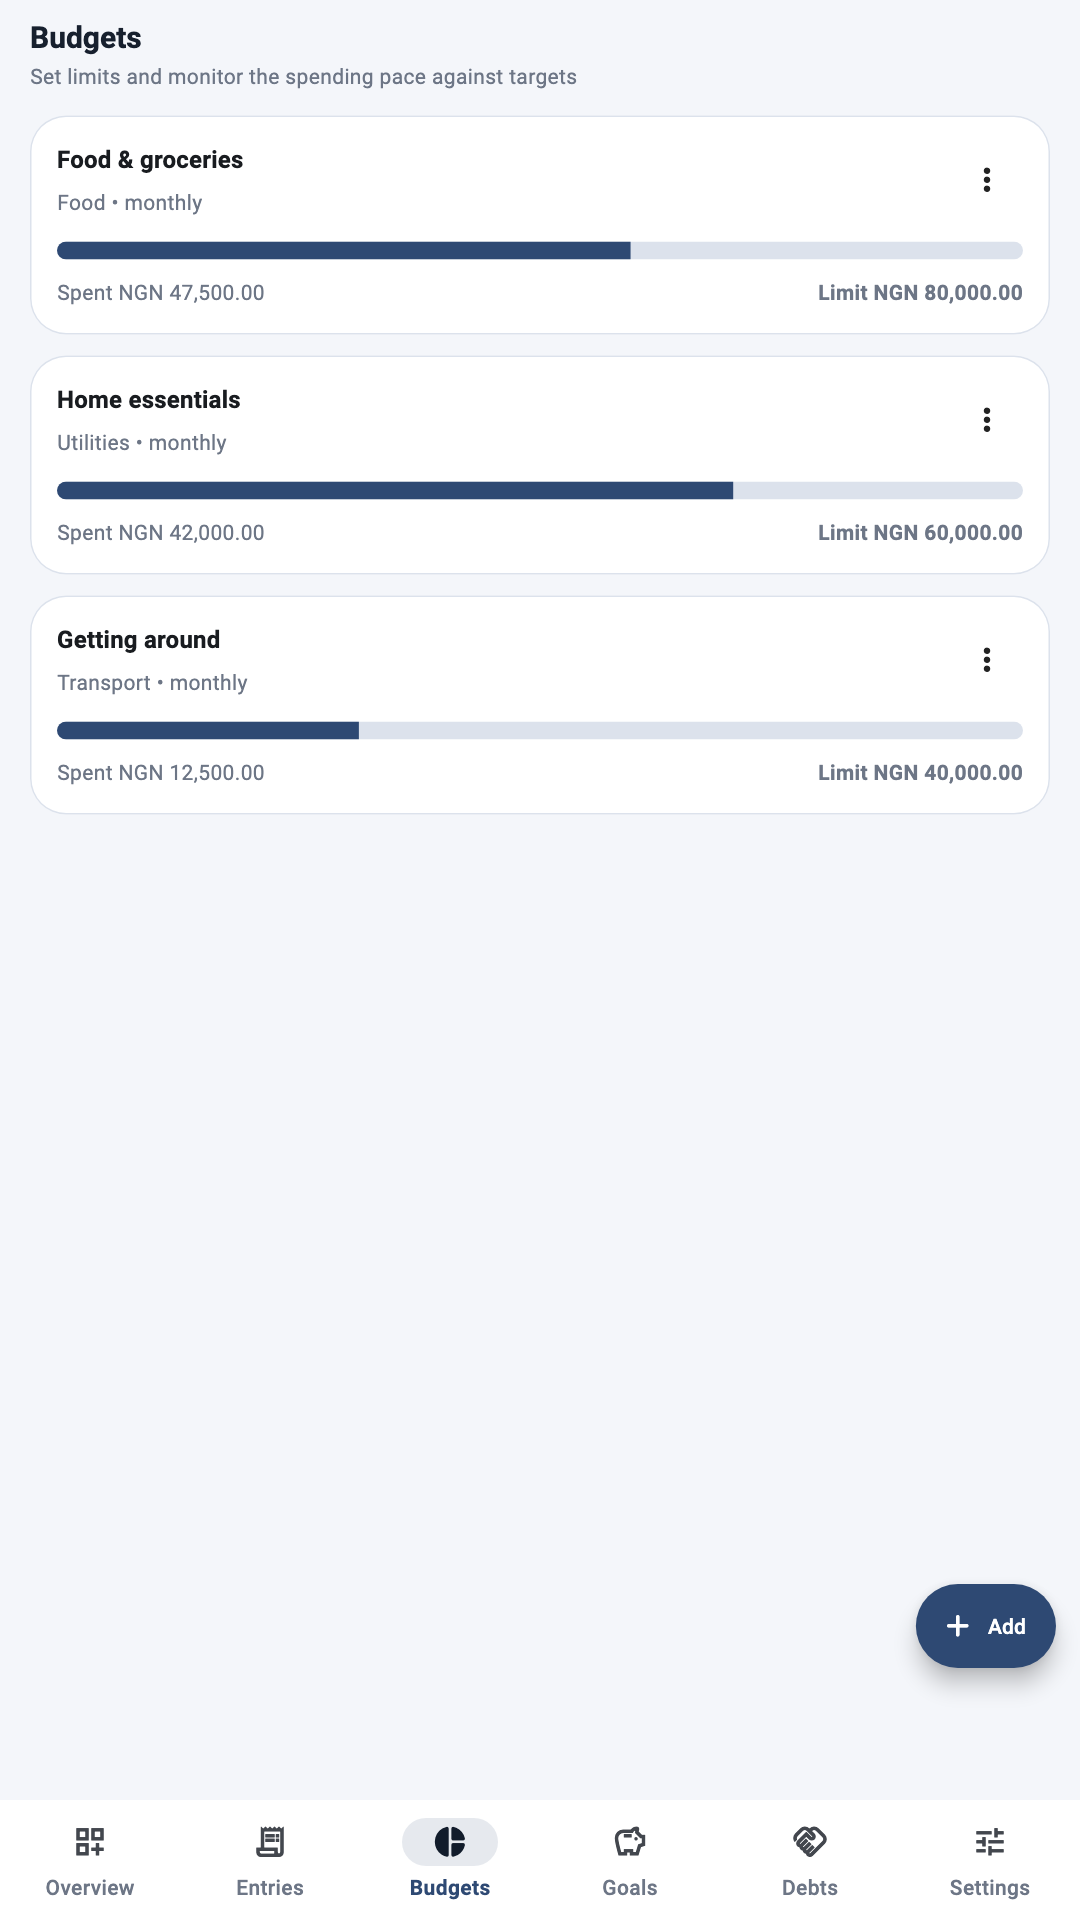 Budgets
Set limits and monitor the spending pace against targets
Food & groceries
Food • monthly
Spent NGN 47,500.00 Limit NGN 80,000.00
Home essentials
Utilities • monthly
Spent NGN 42,000.00 Limit NGN 60,000.00
Getting around
Transport • monthly
Spent NGN 12,500.00 Limit NGN 40,000.00
Add
Overview Entries Budgets Goals Debts Settings